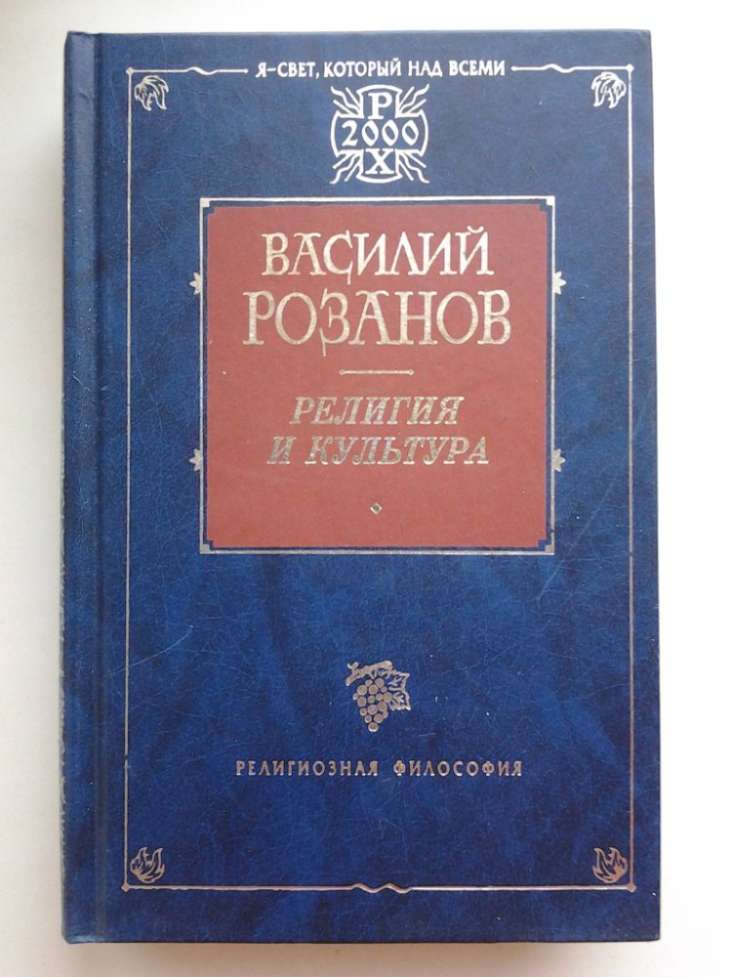 Я-СВЕТ, КОТОРЫЙ НАД ВСЕМИ
Р
2000
Х
ВАСИЛИЙ
РОЗАНОВ
РЕЛИГИЯ
И КУЛЬТУРА
РЕЛИГИОЗНАЯ ФИЛОСОФИЯ